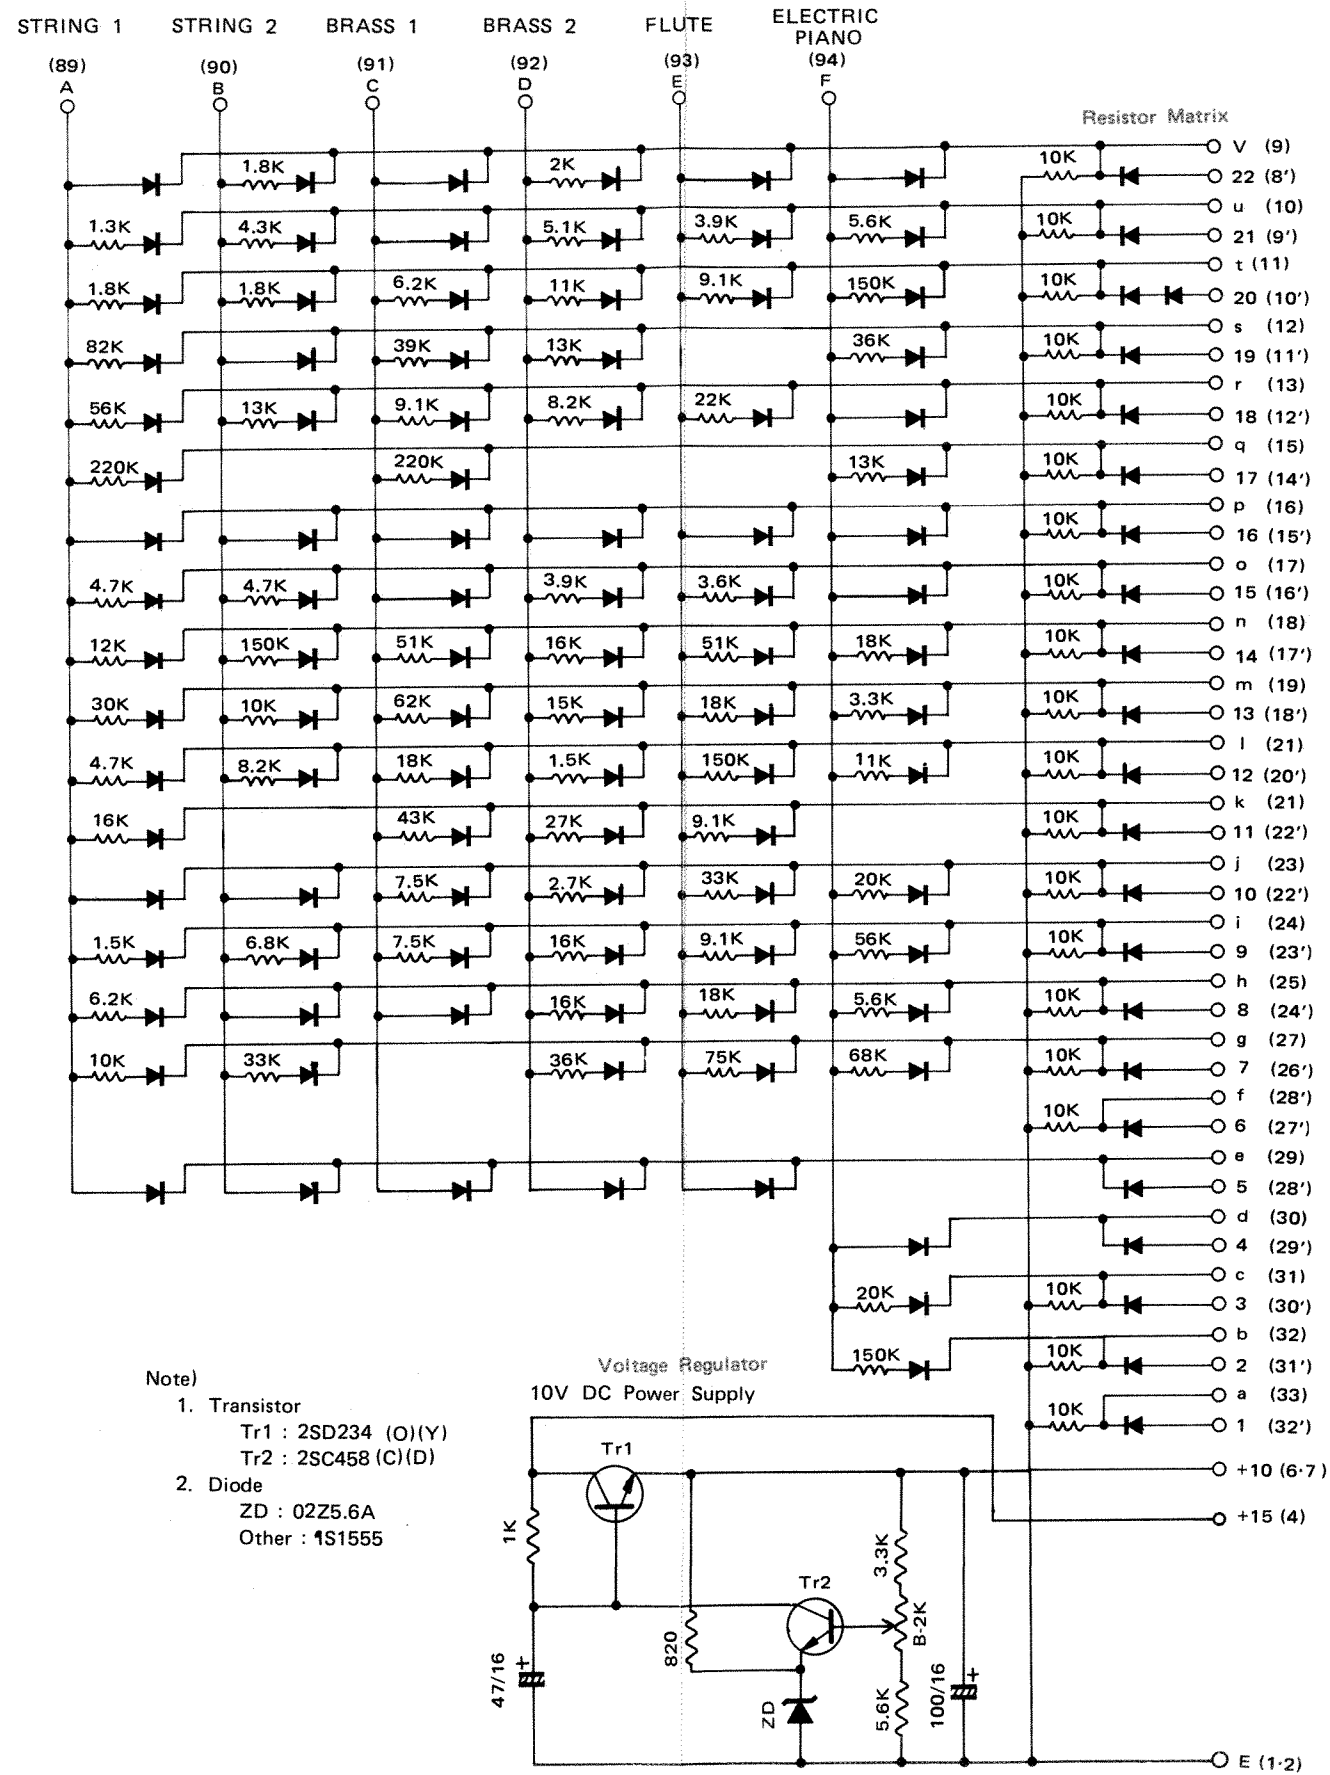 STRING 1 STRING 2 BRASS 1 BRASS 2 FLUTE ELECTRIC PIANO
(89) (90) (91) (92) (93) (94)
A B C D E F
Resistor Matrix
1.8K 2K 10K V (9)
22 (8')
1.3K 4.3K 5.1K 3.9K 5.6K 10K u (10)
21 (9')
1.8K 1.8K 6.2K 11K 9.1K 150K 10K t (11)
20 (10')
82K 39K 13K 36K 10K s (12)
19 (11')
56K 13K 9.1K 8.2K 22K 10K r (13)
18 (12')
220K 220K 13K 10K q (15)
17 (14')
10K p (16)
16 (15')
4.7K 4.7K 3.9K 3.6K 10K o (17)
15 (16')
12K 150K 51K 16K 51K 18K 10K n (18)
14 (17')
30K 10K 62K 15K 18K 3.3K 10K m (19)
13 (18')
4.7K 8.2K 18K 1.5K 150K 11K 10K l (21)
12 (20')
16K 43K 27K 9.1K 10K k (21)
11 (22')
7.5K 2.7K 33K 20K 10K j (23)
10 (22')
1.5K 6.8K 7.5K 16K 9.1K 56K 10K i (24)
9 (23')
6.2K 16K 18K 5.6K 10K h (25)
8 (24')
10K 33K 36K 75K 68K 10K g (27)
7 (26')
10K f (28')
6 (27')
e (29)
5 (28')
d (30)
4 (29')
20K 10K c (31)
3 (30')
150K 10K b (32)
2 (31')
10K a (33)
1 (32')
Note)
1. Transistor
Tr1 : 2SD234 (O)(Y)
Tr2 : 2SC458 (C)(D)
2. Diode
ZD : 02Z5.6A
Other : 1S1555
Voltage Regulator
10V DC Power Supply
Tr1
+10 (6·7)
+15 (4)
1K
3.3K
Tr2
B-2K
820
47/16 +
ZD
5.6K
100/16 +
E (1·2)